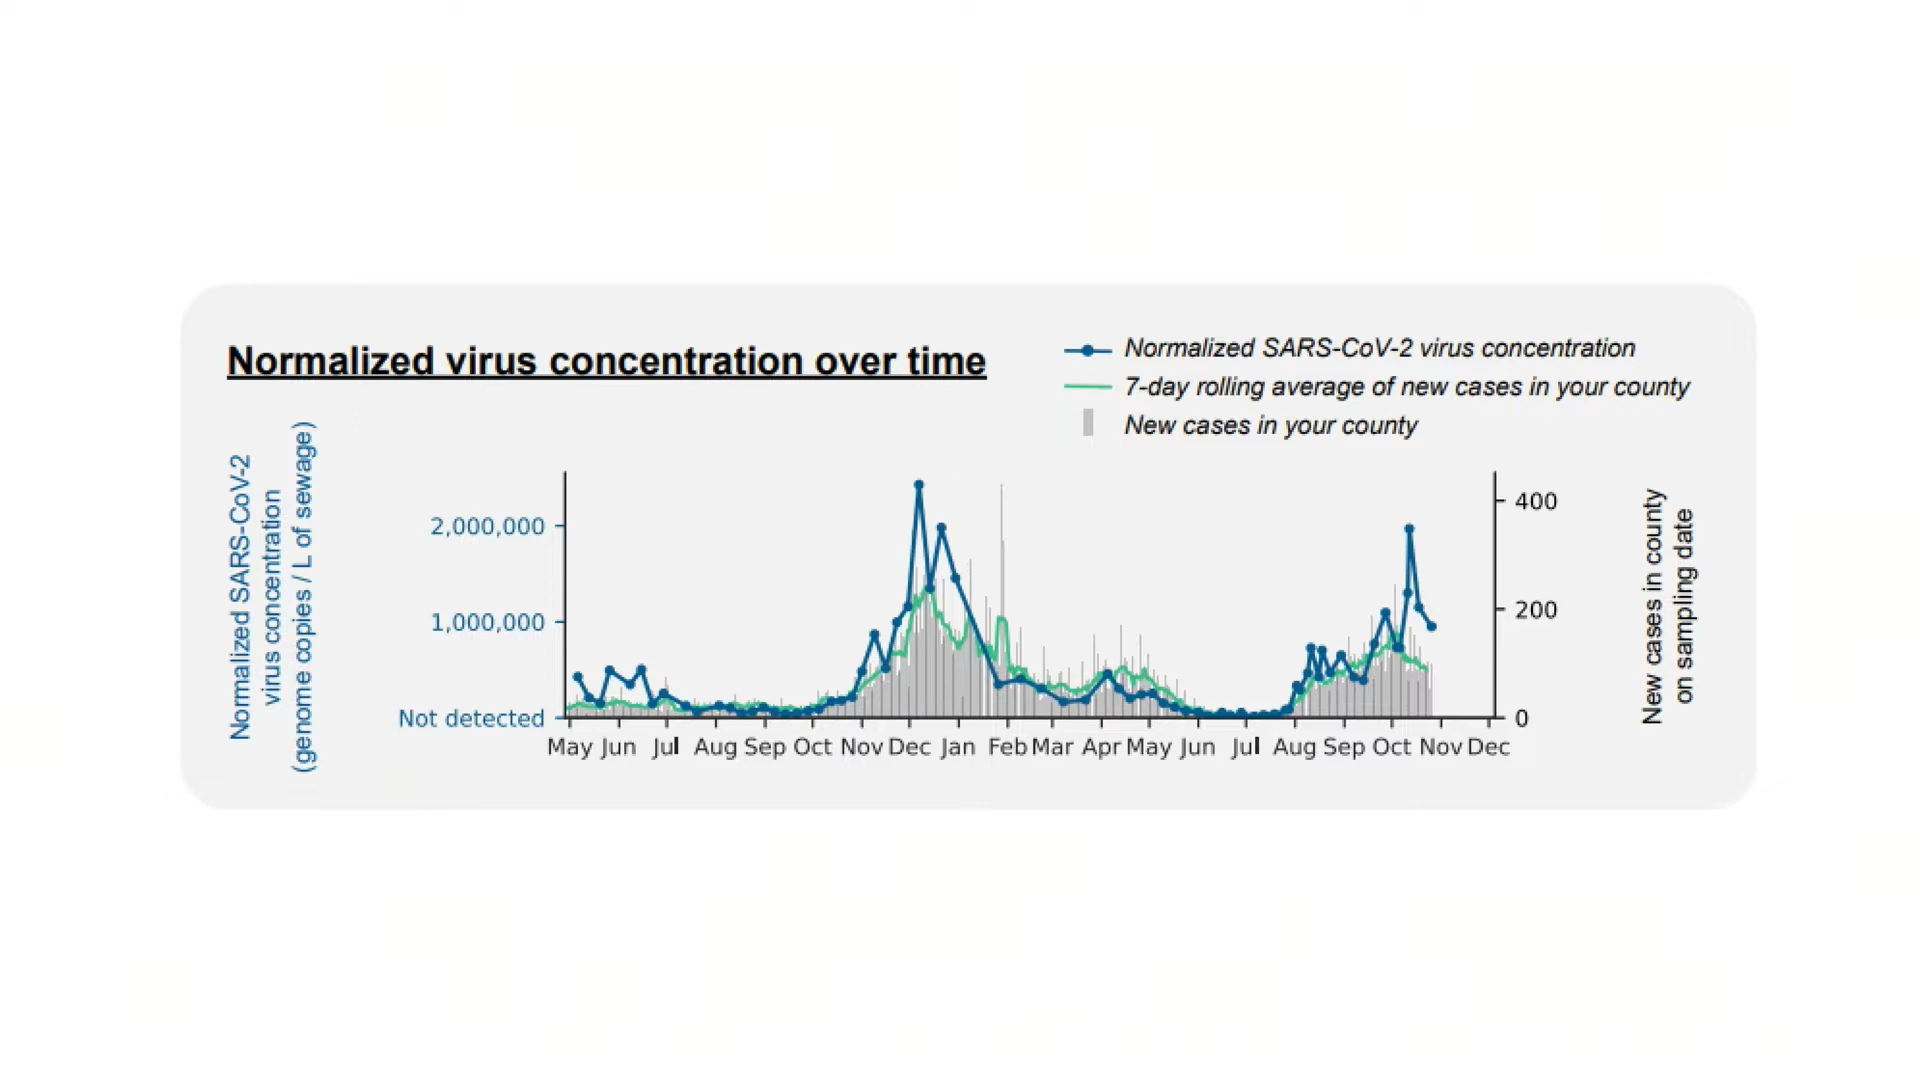 Normalized virus concentration over time
Normalized SARS-CoV-2 virus concentration
7-day rolling average of new cases in your county
New cases in your county
Normalized SARS-CoV-2
virus concentration
(genome copies / L of sewage)
2,000,000
1,000,000
Not detected
400
200
0
New cases in county
on sampling date
May Jun Jul Aug Sep Oct Nov Dec Jan Feb Mar Apr May Jun Jul Aug Sep Oct Nov Dec